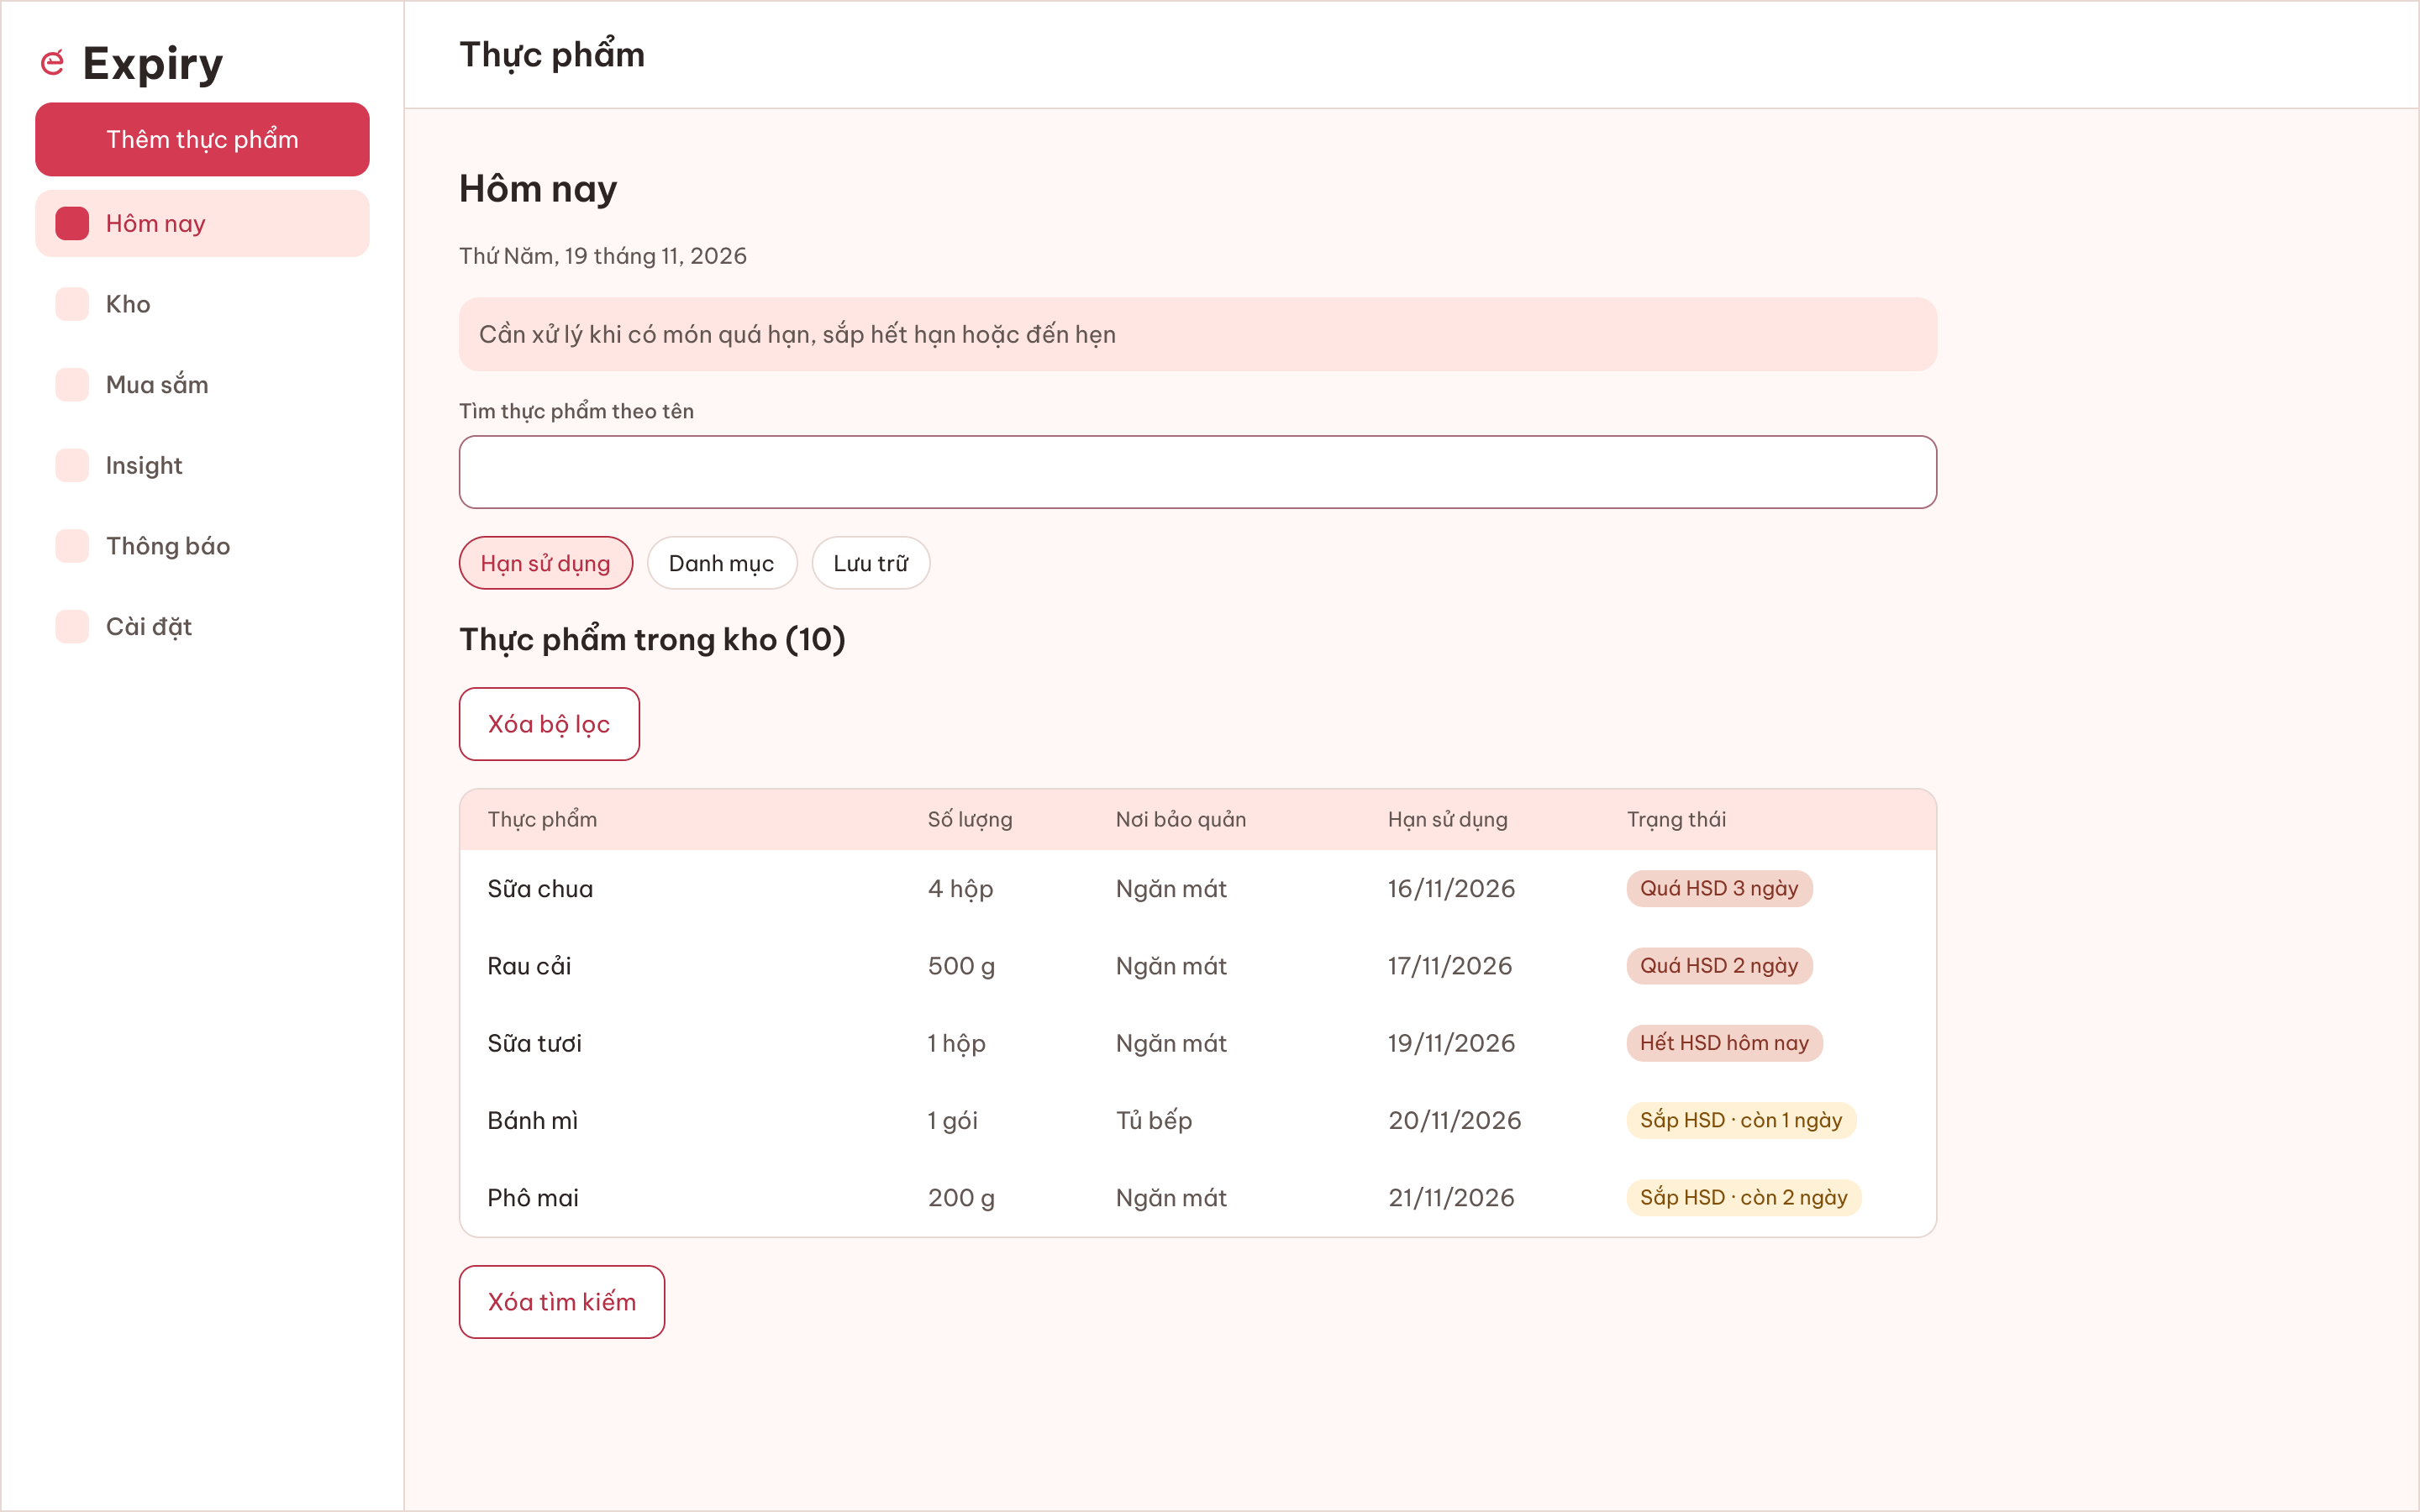 Expiry
Thêm thực phẩm
Hôm nay
Kho
Mua sắm
Insight
Thông báo
Cài đặt
Thực phẩm
Hôm nay
Thứ Năm, 19 tháng 11, 2026
Cần xử lý khi có món quá hạn, sắp hết hạn hoặc đến hẹn
Tìm thực phẩm theo tên
Hạn sử dụng Danh mục Lưu trữ
Thực phẩm trong kho (10)
Xóa bộ lọc
Thực phẩm Số lượng Nơi bảo quản Hạn sử dụng Trạng thái
Sữa chua 4 hộp Ngăn mát 16/11/2026 Quá HSD 3 ngày
Rau cải 500 g Ngăn mát 17/11/2026 Quá HSD 2 ngày
Sữa tươi 1 hộp Ngăn mát 19/11/2026 Hết HSD hôm nay
Bánh mì 1 gói Tủ bếp 20/11/2026 Sắp HSD · còn 1 ngày
Phô mai 200 g Ngăn mát 21/11/2026 Sắp HSD · còn 2 ngày
Xóa tìm kiếm